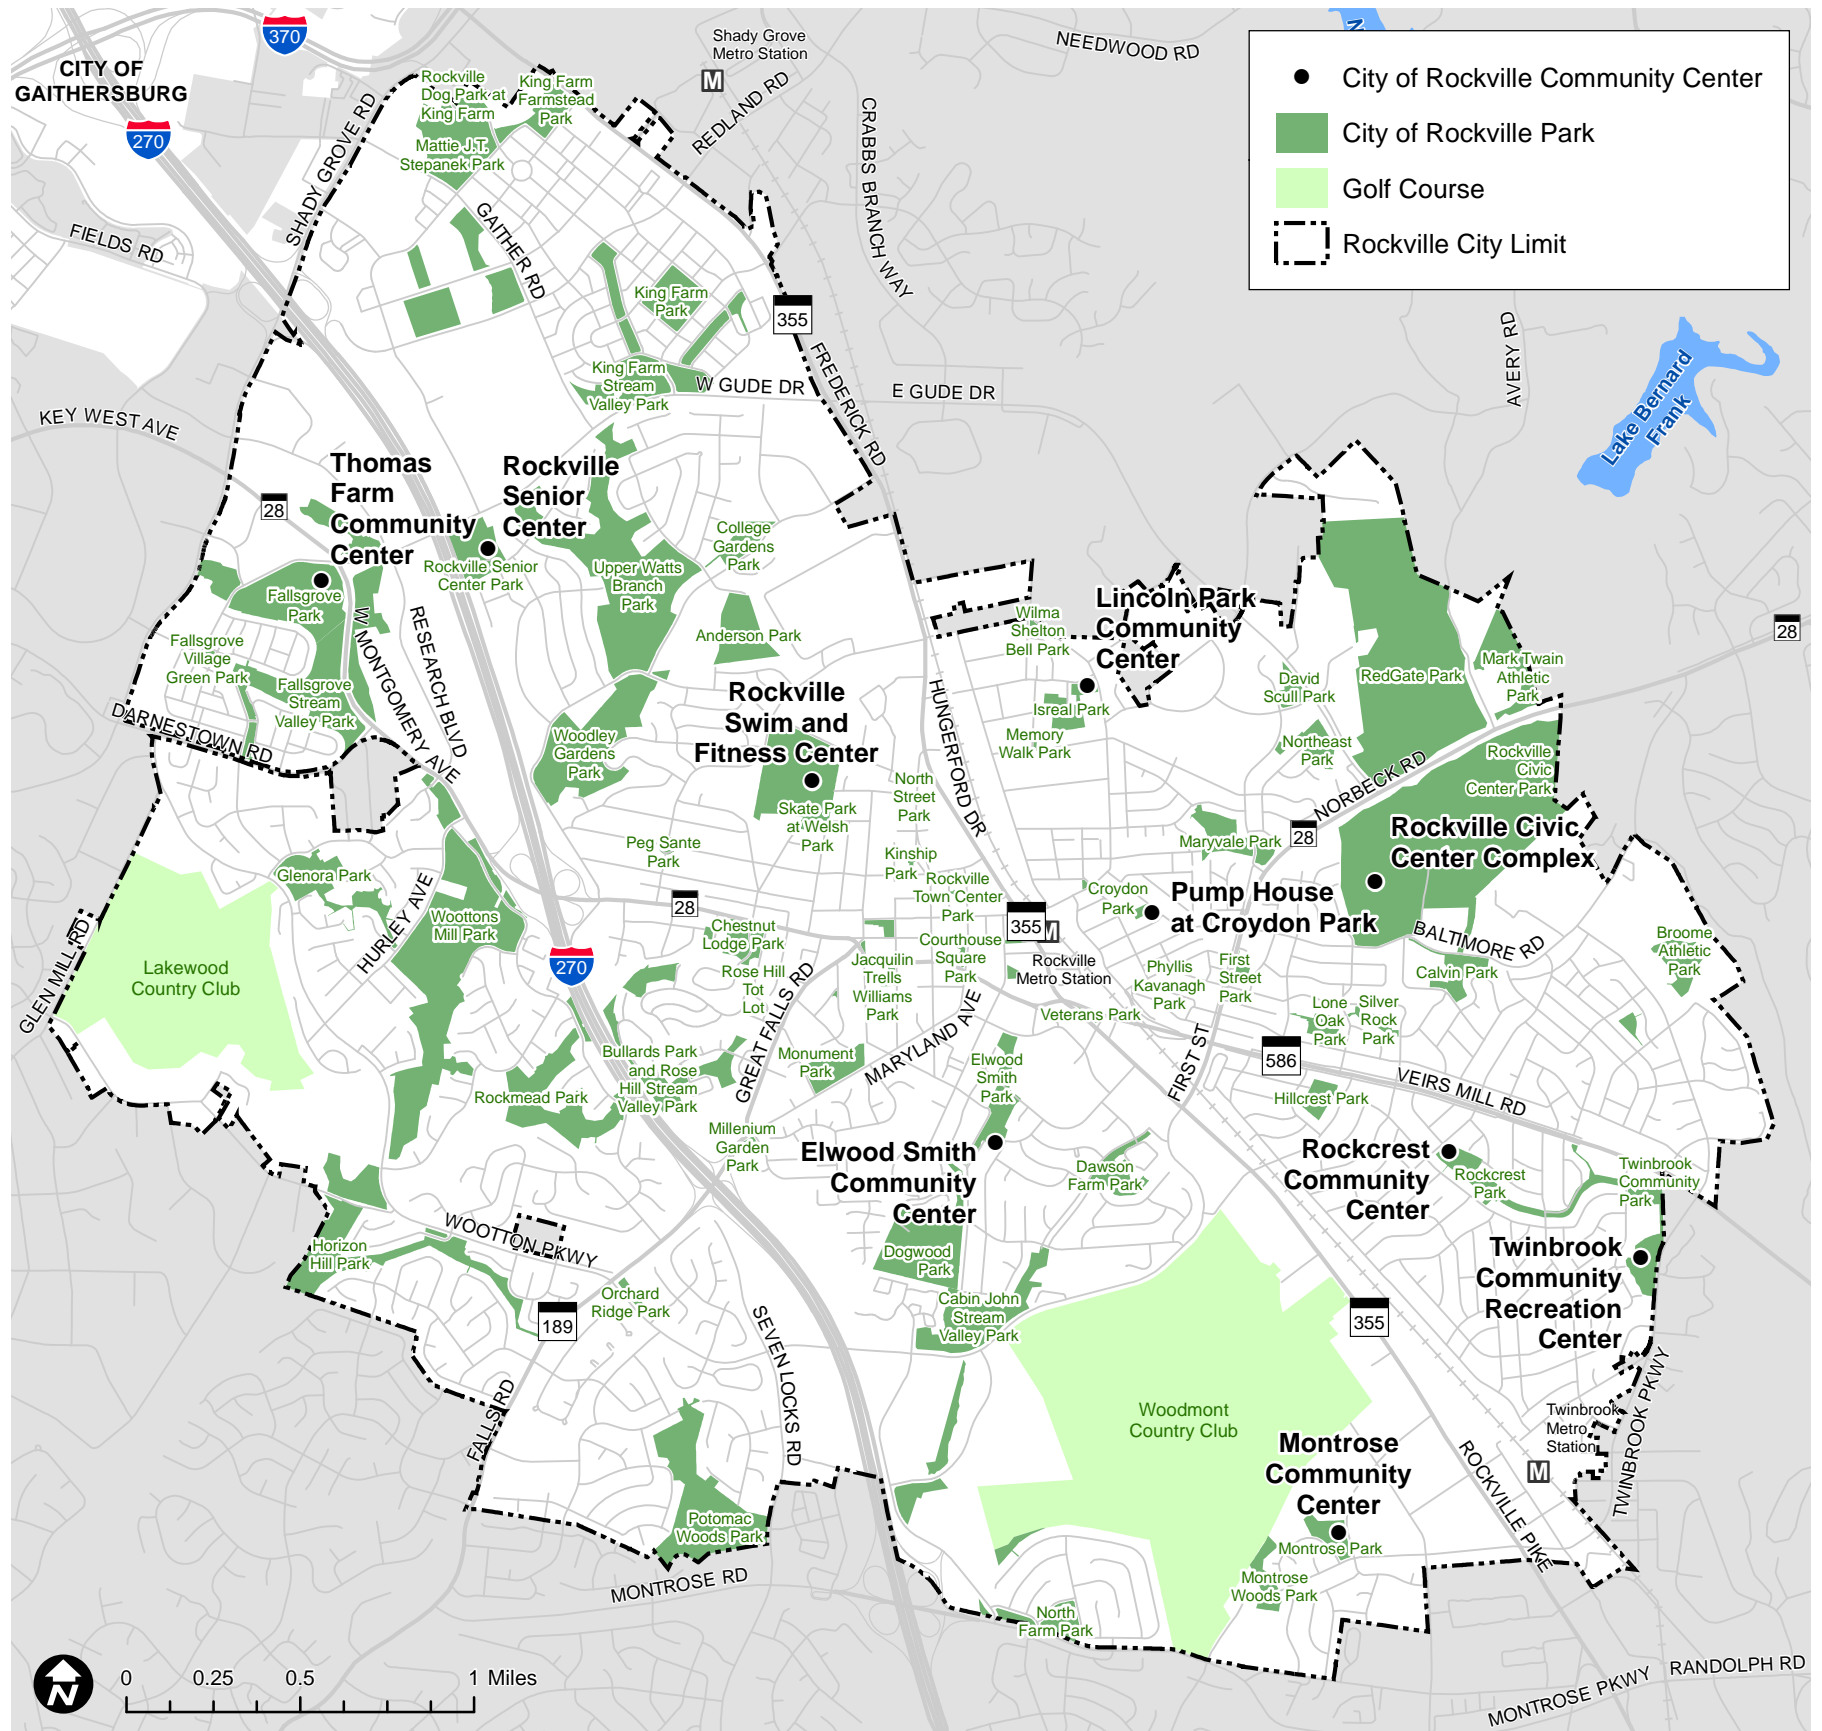 370
CITY OF
GAITHERSBURG
270
Shady Grove
Metro Station
M
NEEDWOOD RD
N
City of Rockville Community Center
City of Rockville Park
Golf Course
Rockville City Limit
Rockville
Dog Park at
King Farm
King Farm
Farmstead
Park
Mattie J.T.
Stepanek Park
REDLAND RD
CRABBS BRANCH WAY
SHADY GROVE RD
FIELDS RD
GAITHER RD
King Farm
Park
355
FREDERICK RD
AVERY RD
Lake Bernard
Frank
King Farm
Stream
Valley Park
W GUDE DR
E GUDE DR
KEY WEST AVE
28
Thomas
Farm
Community
Center
Rockville
Senior
Center
Rockville Senior
Center Park
College
Gardens
Park
Upper Watts
Branch
Park
Anderson Park
Fallsgrove
Park
Fallsgrove
Village
Green Park
Fallsgrove
Stream
Valley Park
W MONTGOMERY AVE
RESEARCH BLVD
DARNESTOWN RD
Woodley
Gardens
Park
Rockville
Swim and
Fitness Center
Skate Park
at Welsh
Park
Wilma
Shelton
Bell Park
Lincoln Park
Community
Center
Isreal Park
Memory
Walk Park
HUNGERFORD DR
North
Street
Park
David
Scull Park
RedGate Park
Mark Twain
Athletic
Park
28
Northeast
Park
NORBECK RD
Rockville
Civic
Center Park
Rockville Civic
Center Complex
28
Maryvale Park
Peg Sante
Park
Kinship
Park
Rockville
Town Center
Park
Croydon
Park
Pump House
at Croydon Park
355
M
Rockville
Metro Station
Glenora Park
HURLEY AVE
Woottons
Mill Park
28
Chestnut
Lodge Park
Rose Hill
Tot
Lot
GREAT FALLS RD
Jacquilin
Trells
Williams
Park
Courthouse
Square
Park
MARYLAND AVE
Veterans Park
Phyllis
Kavanagh
Park
First
Street
Park
BALTIMORE RD
Calvin Park
Broome
Athletic
Park
Lone
Oak
Park
Silver
Rock
Park
GLEN MILL RD
Lakewood
Country Club
270
Bullards Park
and Rose
Hill Stream
Valley Park
Rockmead Park
Monument
Park
Elwood
Smith
Park
FIRST ST
586
VEIRS MILL RD
Hillcrest Park
Millenium
Garden
Park
Elwood Smith
Community
Center
Dawson
Farm Park
Rockcrest
Community
Center
Rockcrest
Park
Twinbrook
Community
Park
Twinbrook
Community
Recreation
Center
WOOTTON PKWY
Horizon
Hill Park
Orchard
Ridge Park
189
Dogwood
Park
Cabin John
Stream
Valley Park
SEVEN LOCKS RD
355
FALLS RD
Woodmont
Country Club
Montrose
Community
Center
Twinbrook
Metro
Station
M
TWINBROOK PKWY
ROCKVILLE PIKE
Potomac
Woods Park
MONTROSE RD
Montrose Park
Montrose
Woods Park
North
Farm Park
N
0 0.25 0.5 1 Miles
MONTROSE PKWY
RANDOLPH RD